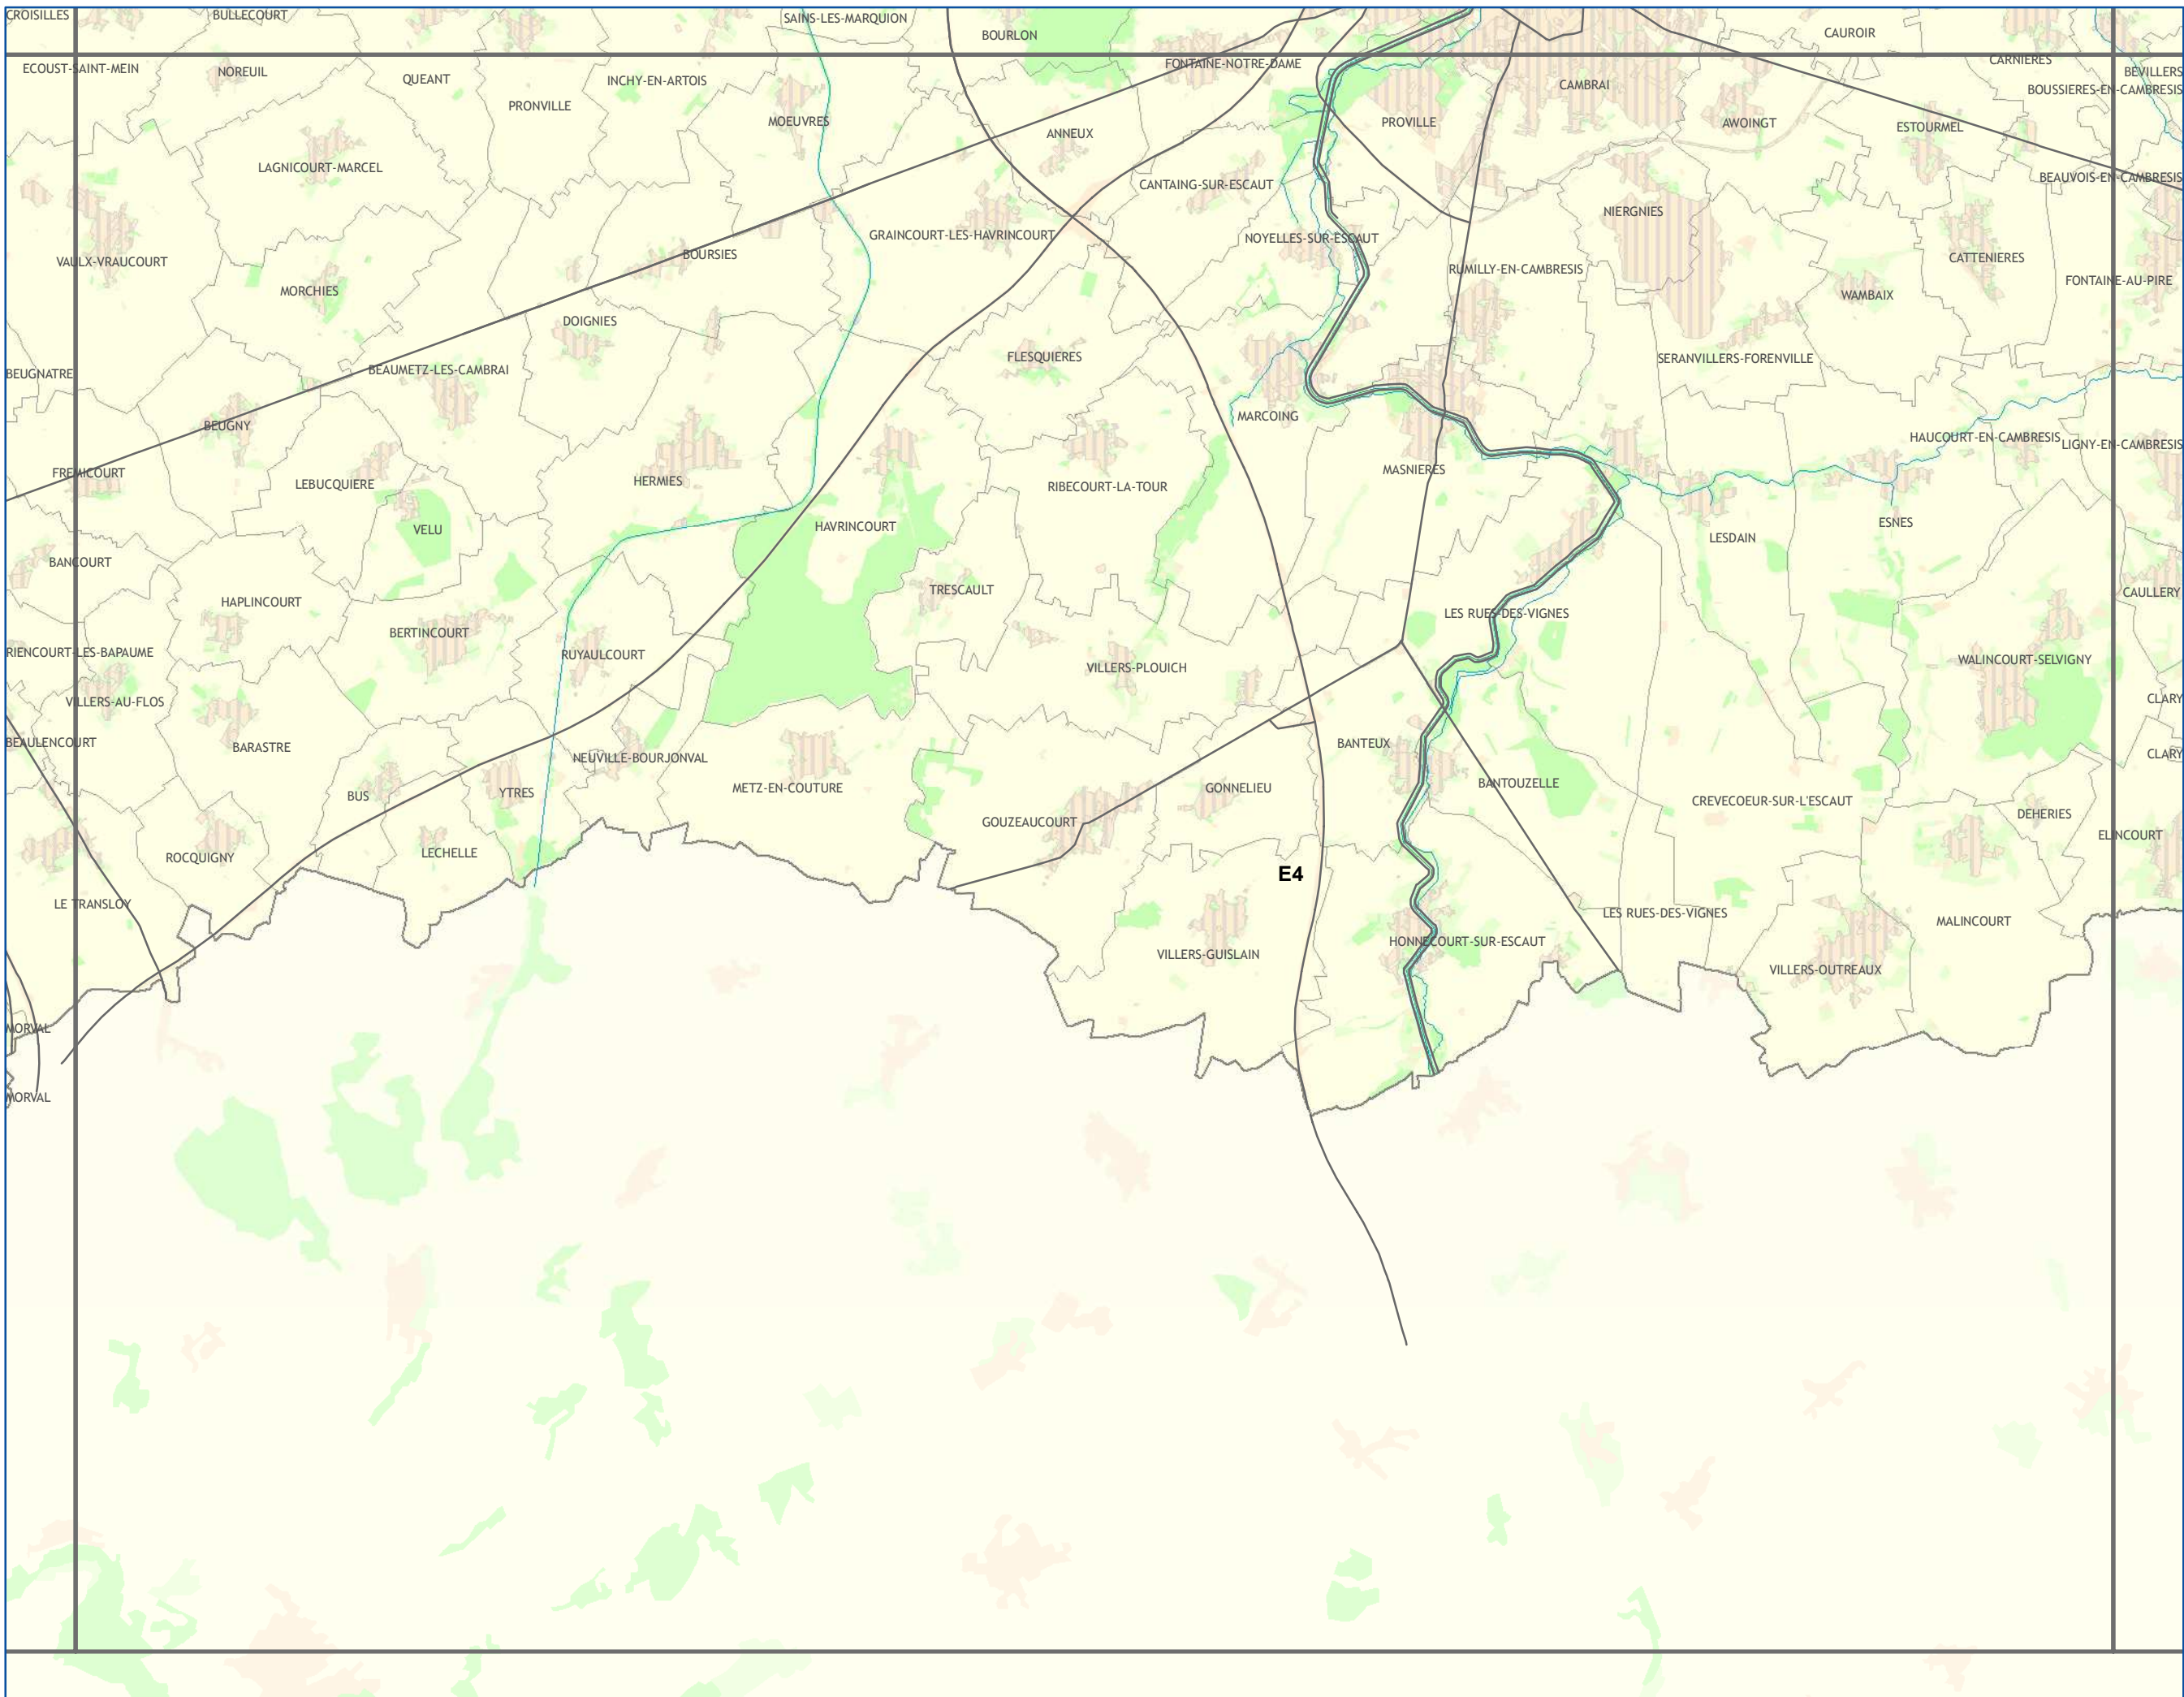 CROISILLES
BULLECOURT
SAINS-LES-MARQUION
BOURLON
CAUROIR
ECOUST-SAINT-MEIN
NOREUIL
QUEANT
INCHY-EN-ARTOIS
FONTAINE-NOTRE-DAME
CAMBRAI
CARNIERES
BEVILLERS
BOUSSIERES-EN-CAMBRESIS
PRONVILLE
MOEUVRES
ANNEUX
PROVILLE
AWOINGT
ESTOURMEL
LAGNICOURT-MARCEL
CANTAING-SUR-ESCAUT
BEAUVOIS-EN-CAMBRESIS
NIERGNIES
GRAINCOURT-LES-HAVRINCOURT
NOYELLES-SUR-ESCAUT
VAULX-VRAUCOURT
BOURSIES
RUMILLY-EN-CAMBRESIS
CATTENIERES
FONTAINE-AU-PIRE
MORCHIES
WAMBAIX
DOIGNIES
FLESQUIERES
SERANVILLERS-FORENVILLE
BEUGNATRE
BEAUMETZ-LES-CAMBRAI
MARCOING
BEUGNY
HAUCOURT-EN-CAMBRESIS
LIGNY-EN-CAMBRESIS
FREMICOURT
LEBUCQUIERE
HERMIES
RIBECOURT-LA-TOUR
MASNIERES
VELU
HAVRINCOURT
LESDAIN
ESNES
BANCOURT
HAPLINCOURT
TRESCAULT
CAULLERY
BERTINCOURT
LES RUES-DES-VIGNES
RIENCOURT-LES-BAPAUME
RUYAULCOURT
VILLERS-PLOUICH
WALINCOURT-SELVIGNY
VILLERS-AU-FLOS
CLARY
BEAULENCOURT
BARASTRE
NEUVILLE-BOURJONVAL
BANTEUX
CLARY
BUS
YTRES
METZ-EN-COUTURE
GONNELIEU
BANTOUZELLE
CREVECOEUR-SUR-L'ESCAUT
DEHERIES
GOUZEAUCOURT
ELINCOURT
ROCQUIGNY
LECHELLE
E4
LE TRANSLOY
LES RUES-DES-VIGNES
MALINCOURT
VILLERS-GUISLAIN
HONNECOURT-SUR-ESCAUT
VILLERS-OUTREAUX
MORVAL
MORVAL